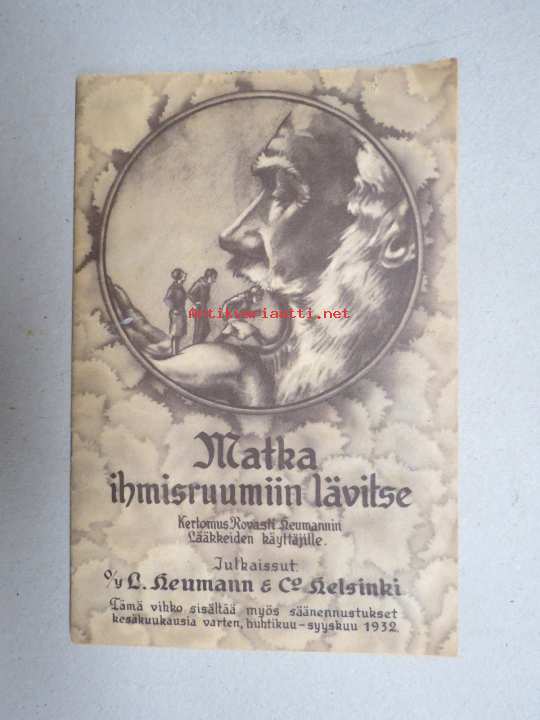 Antikvariaatti.net
Matka
ihmisruumiin lävitse
Kertomus Rovasti Heumannin
Lääkkeiden käyttäjille.
Julkaissut:
O/y L. Heumann & Co Helsinki
Tämä vihko sisältää myös säänennustukset
kesäkuukausia varten, huhtikuu-syyskuu 1932.